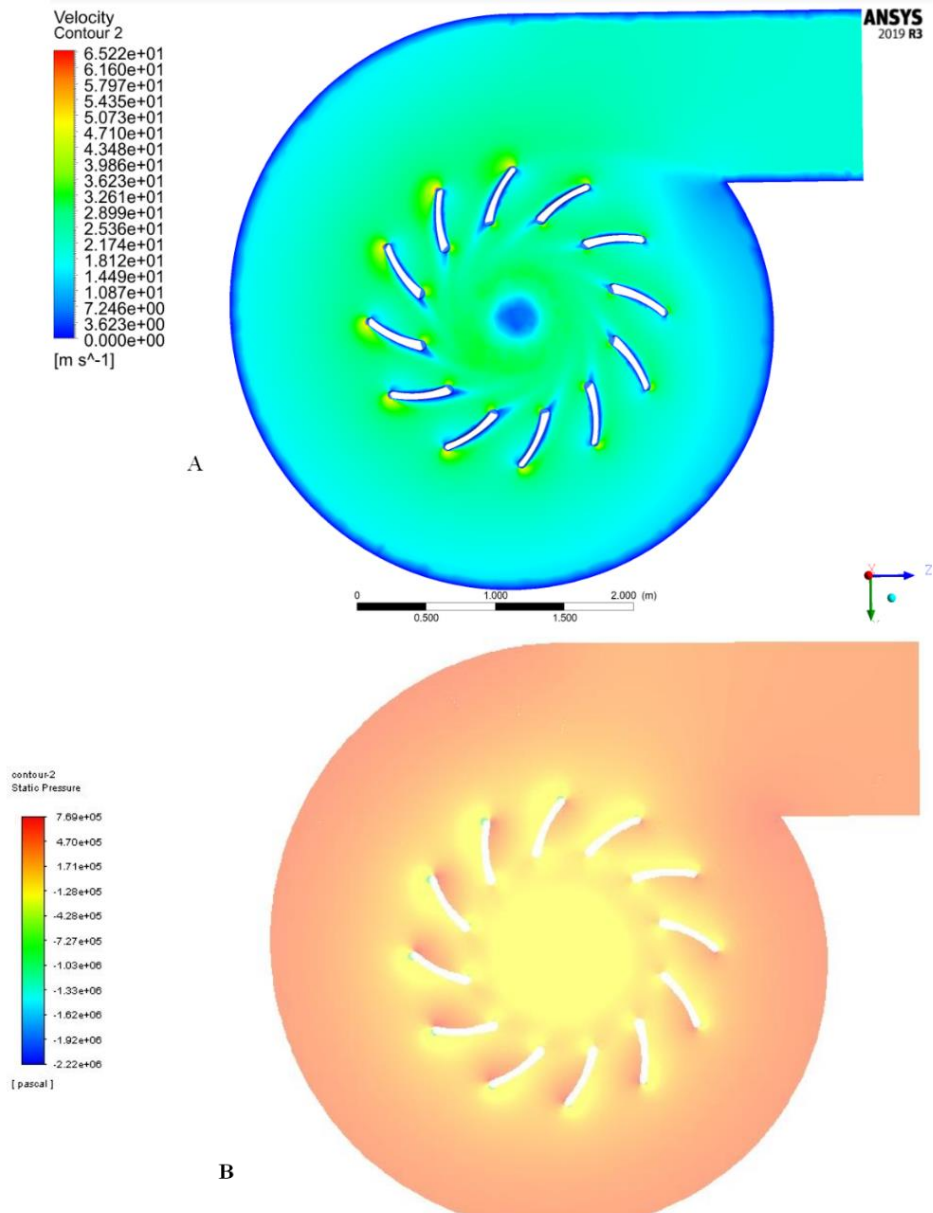 Velocity
Contour 2
6.522e+01
6.160e+01
5.797e+01
5.435e+01
5.073e+01
4.710e+01
4.348e+01
3.986e+01
3.623e+01
3.261e+01
2.899e+01
2.536e+01
2.174e+01
1.812e+01
1.449e+01
1.087e+01
7.246e+00
3.623e+00
0.000e+00
[m s^-1]
ANSYS
2019 R3
A
0 1.000 2.000 (m)
0.500 1.500
Z
contour-2
Static Pressure
7.69e+05
4.70e+05
1.71e+05
-1.28e+05
-4.28e+05
-7.27e+05
-1.03e+06
-1.33e+06
-1.62e+06
-1.92e+06
-2.22e+06
[ pascal ]
B